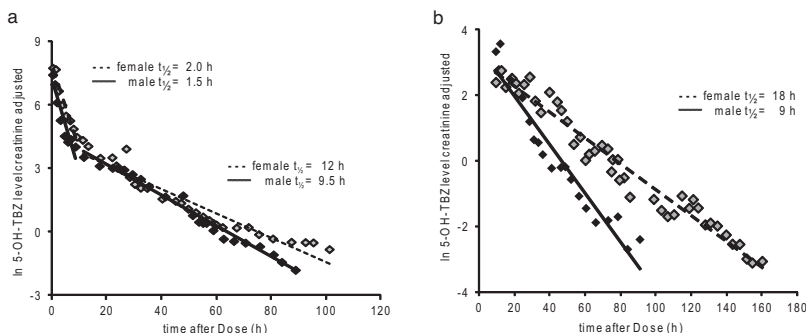 a
ln 5-OH-TBZ level creatinine adjusted
9
6
3
0
-3
0 20 40 60 80 100 120
time after Dose (h)
female t½= 2.0 h
male t½= 1.5 h
female t½ = 12 h
male t½ = 9.5 h
b
ln 5-OH-TBZ level creatinine adjusted
4
2
0
-2
-4
0 20 40 60 80 100 120 140 160 180
time after Dose (h)
female t½ = 18 h
male t½ = 9 h